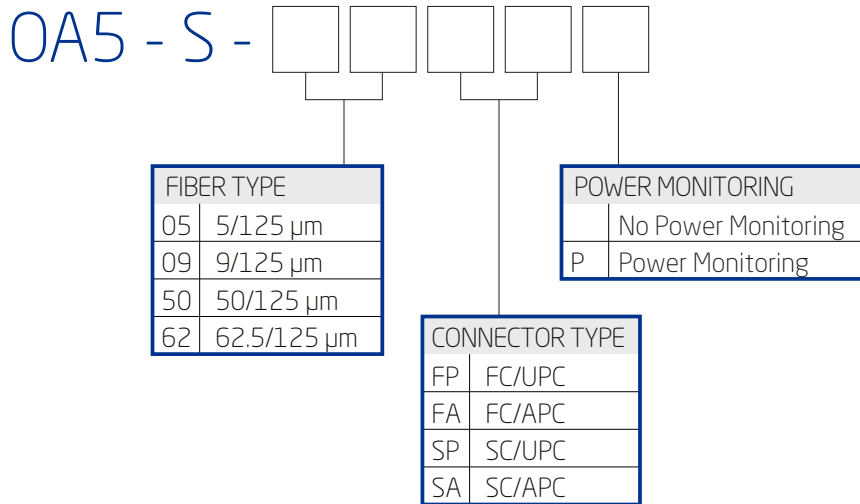 OA5 - S -
FIBER TYPE
05 5/125 µm
09 9/125 µm
50 50/125 µm
62 62.5/125 µm
CONNECTOR TYPE
FP FC/UPC
FA FC/APC
SP SC/UPC
SA SC/APC
POWER MONITORING
No Power Monitoring
P Power Monitoring